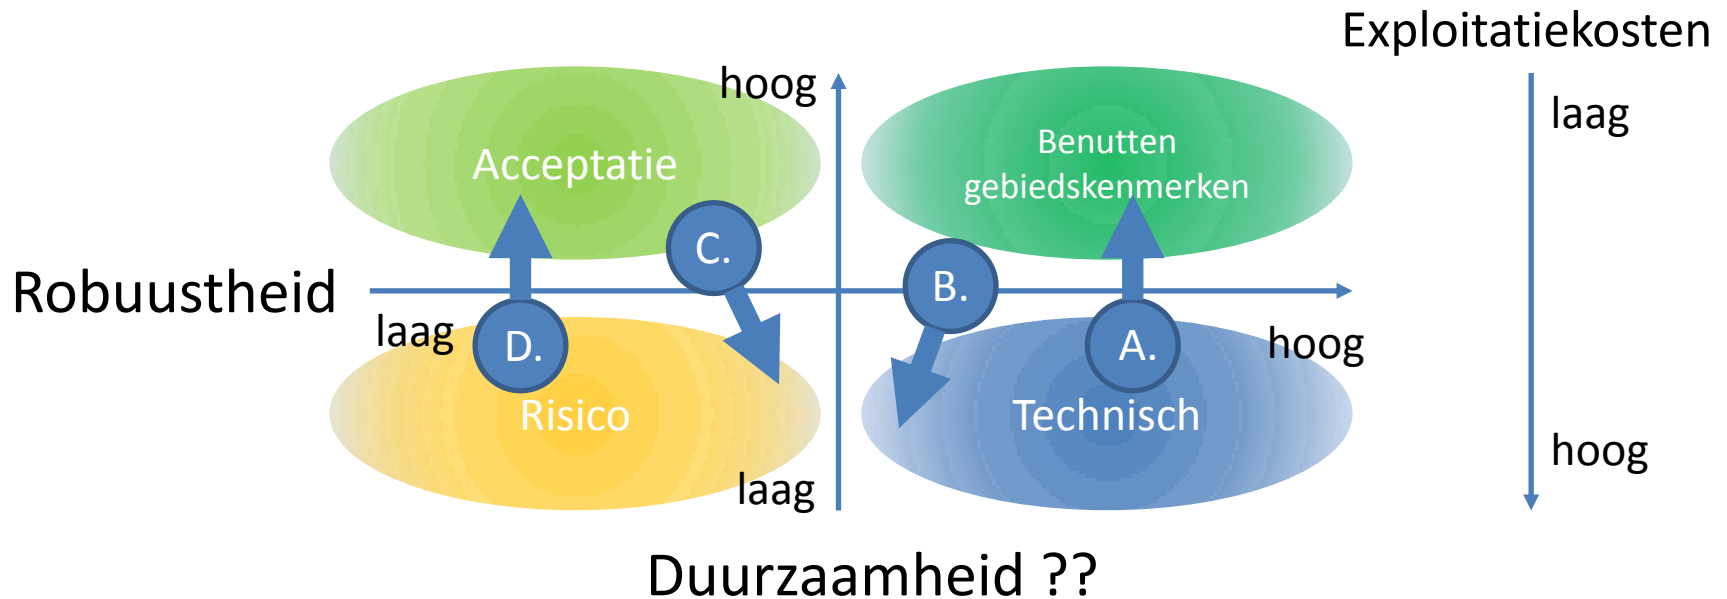 Exploitatiekosten
hoog
laag
Acceptatie
Benutten
gebiedskenmerken
C.
B.
Robuustheid
laag
D.
A.
hoog
Risico
Technisch
hoog
laag
Duurzaamheid ??